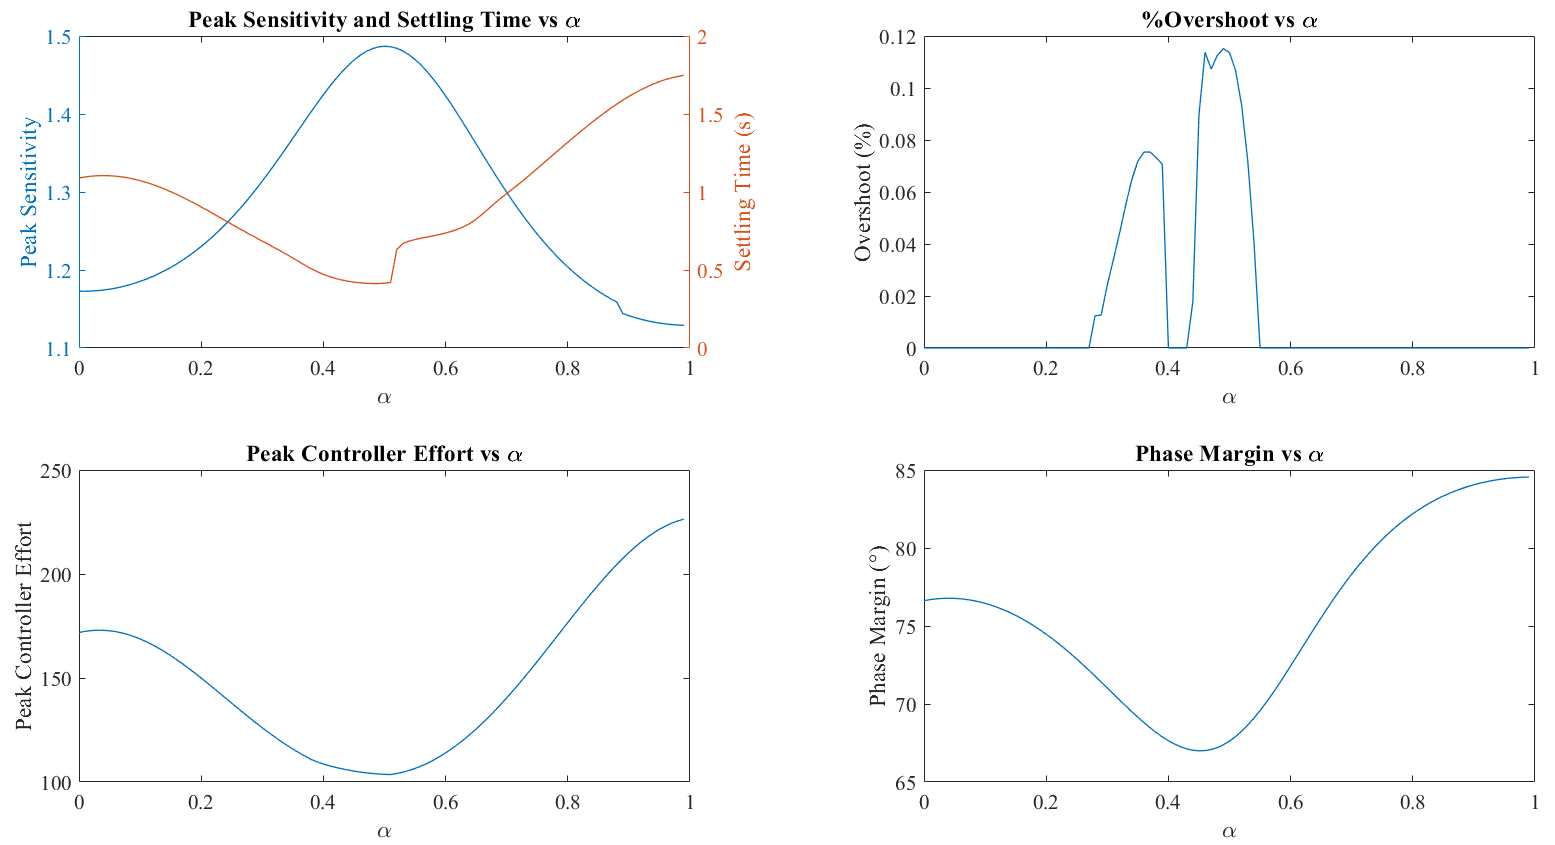 Peak Sensitivity and Settling Time vs α
1.5
1.4
1.3
1.2
1.1
Peak Sensitivity
2
1.5
1
0.5
0
Settling Time (s)
0 0.2 0.4 0.6 0.8 1
α
%Overshoot vs α
0.12
0.1
0.08
0.06
0.04
0.02
0
Overshoot (%)
0 0.2 0.4 0.6 0.8 1
α
Peak Controller Effort vs α
250
200
150
100
Peak Controller Effort
0 0.2 0.4 0.6 0.8 1
α
Phase Margin vs α
85
80
75
70
65
Phase Margin (°)
0 0.2 0.4 0.6 0.8 1
α